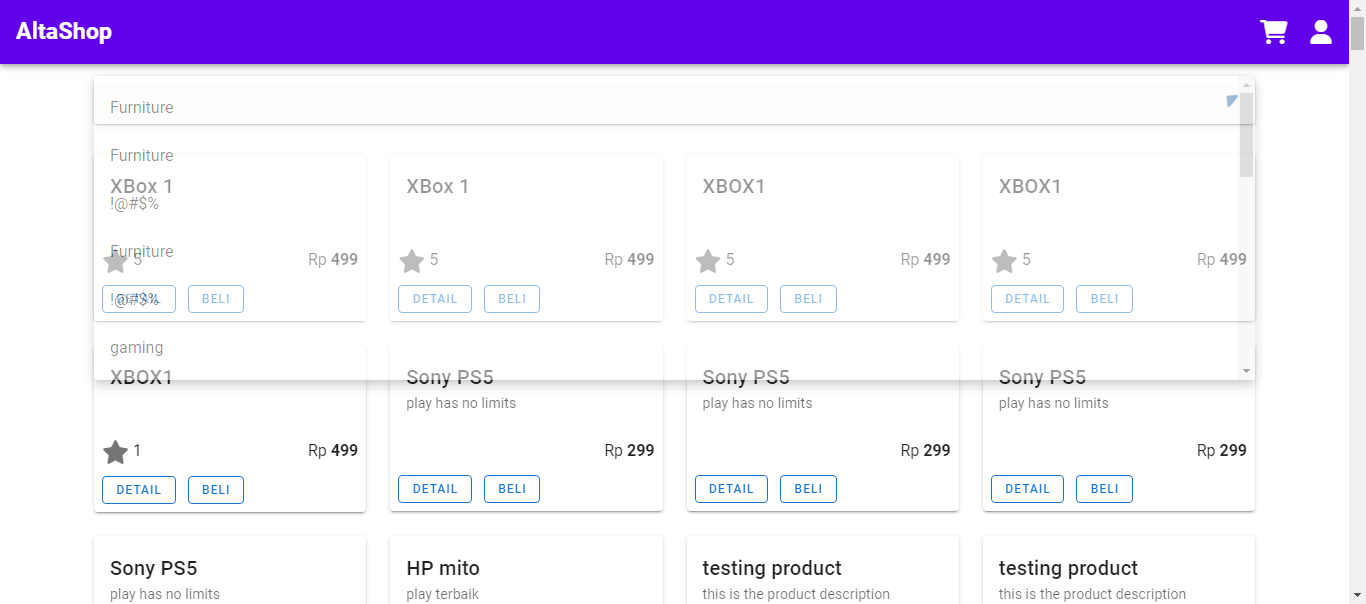 AltaShop
Furniture
Furniture
XBox 1
XBox 1
XBOX1
XBOX1
!@#$%
Furniture
5
Rp 499
5
Rp 499
5
Rp 499
5
Rp 499
!@#$%
DETAIL
BELI
DETAIL
BELI
DETAIL
BELI
DETAIL
BELI
gaming
XBOX1
Sony PS5
Sony PS5
Sony PS5
play has no limits
play has no limits
play has no limits
1
Rp 499
Rp 299
Rp 299
Rp 299
DETAIL
BELI
DETAIL
BELI
DETAIL
BELI
DETAIL
BELI
Sony PS5
HP mito
testing product
testing product
play has no limits
play terbaik
this is the product description
this is the product description